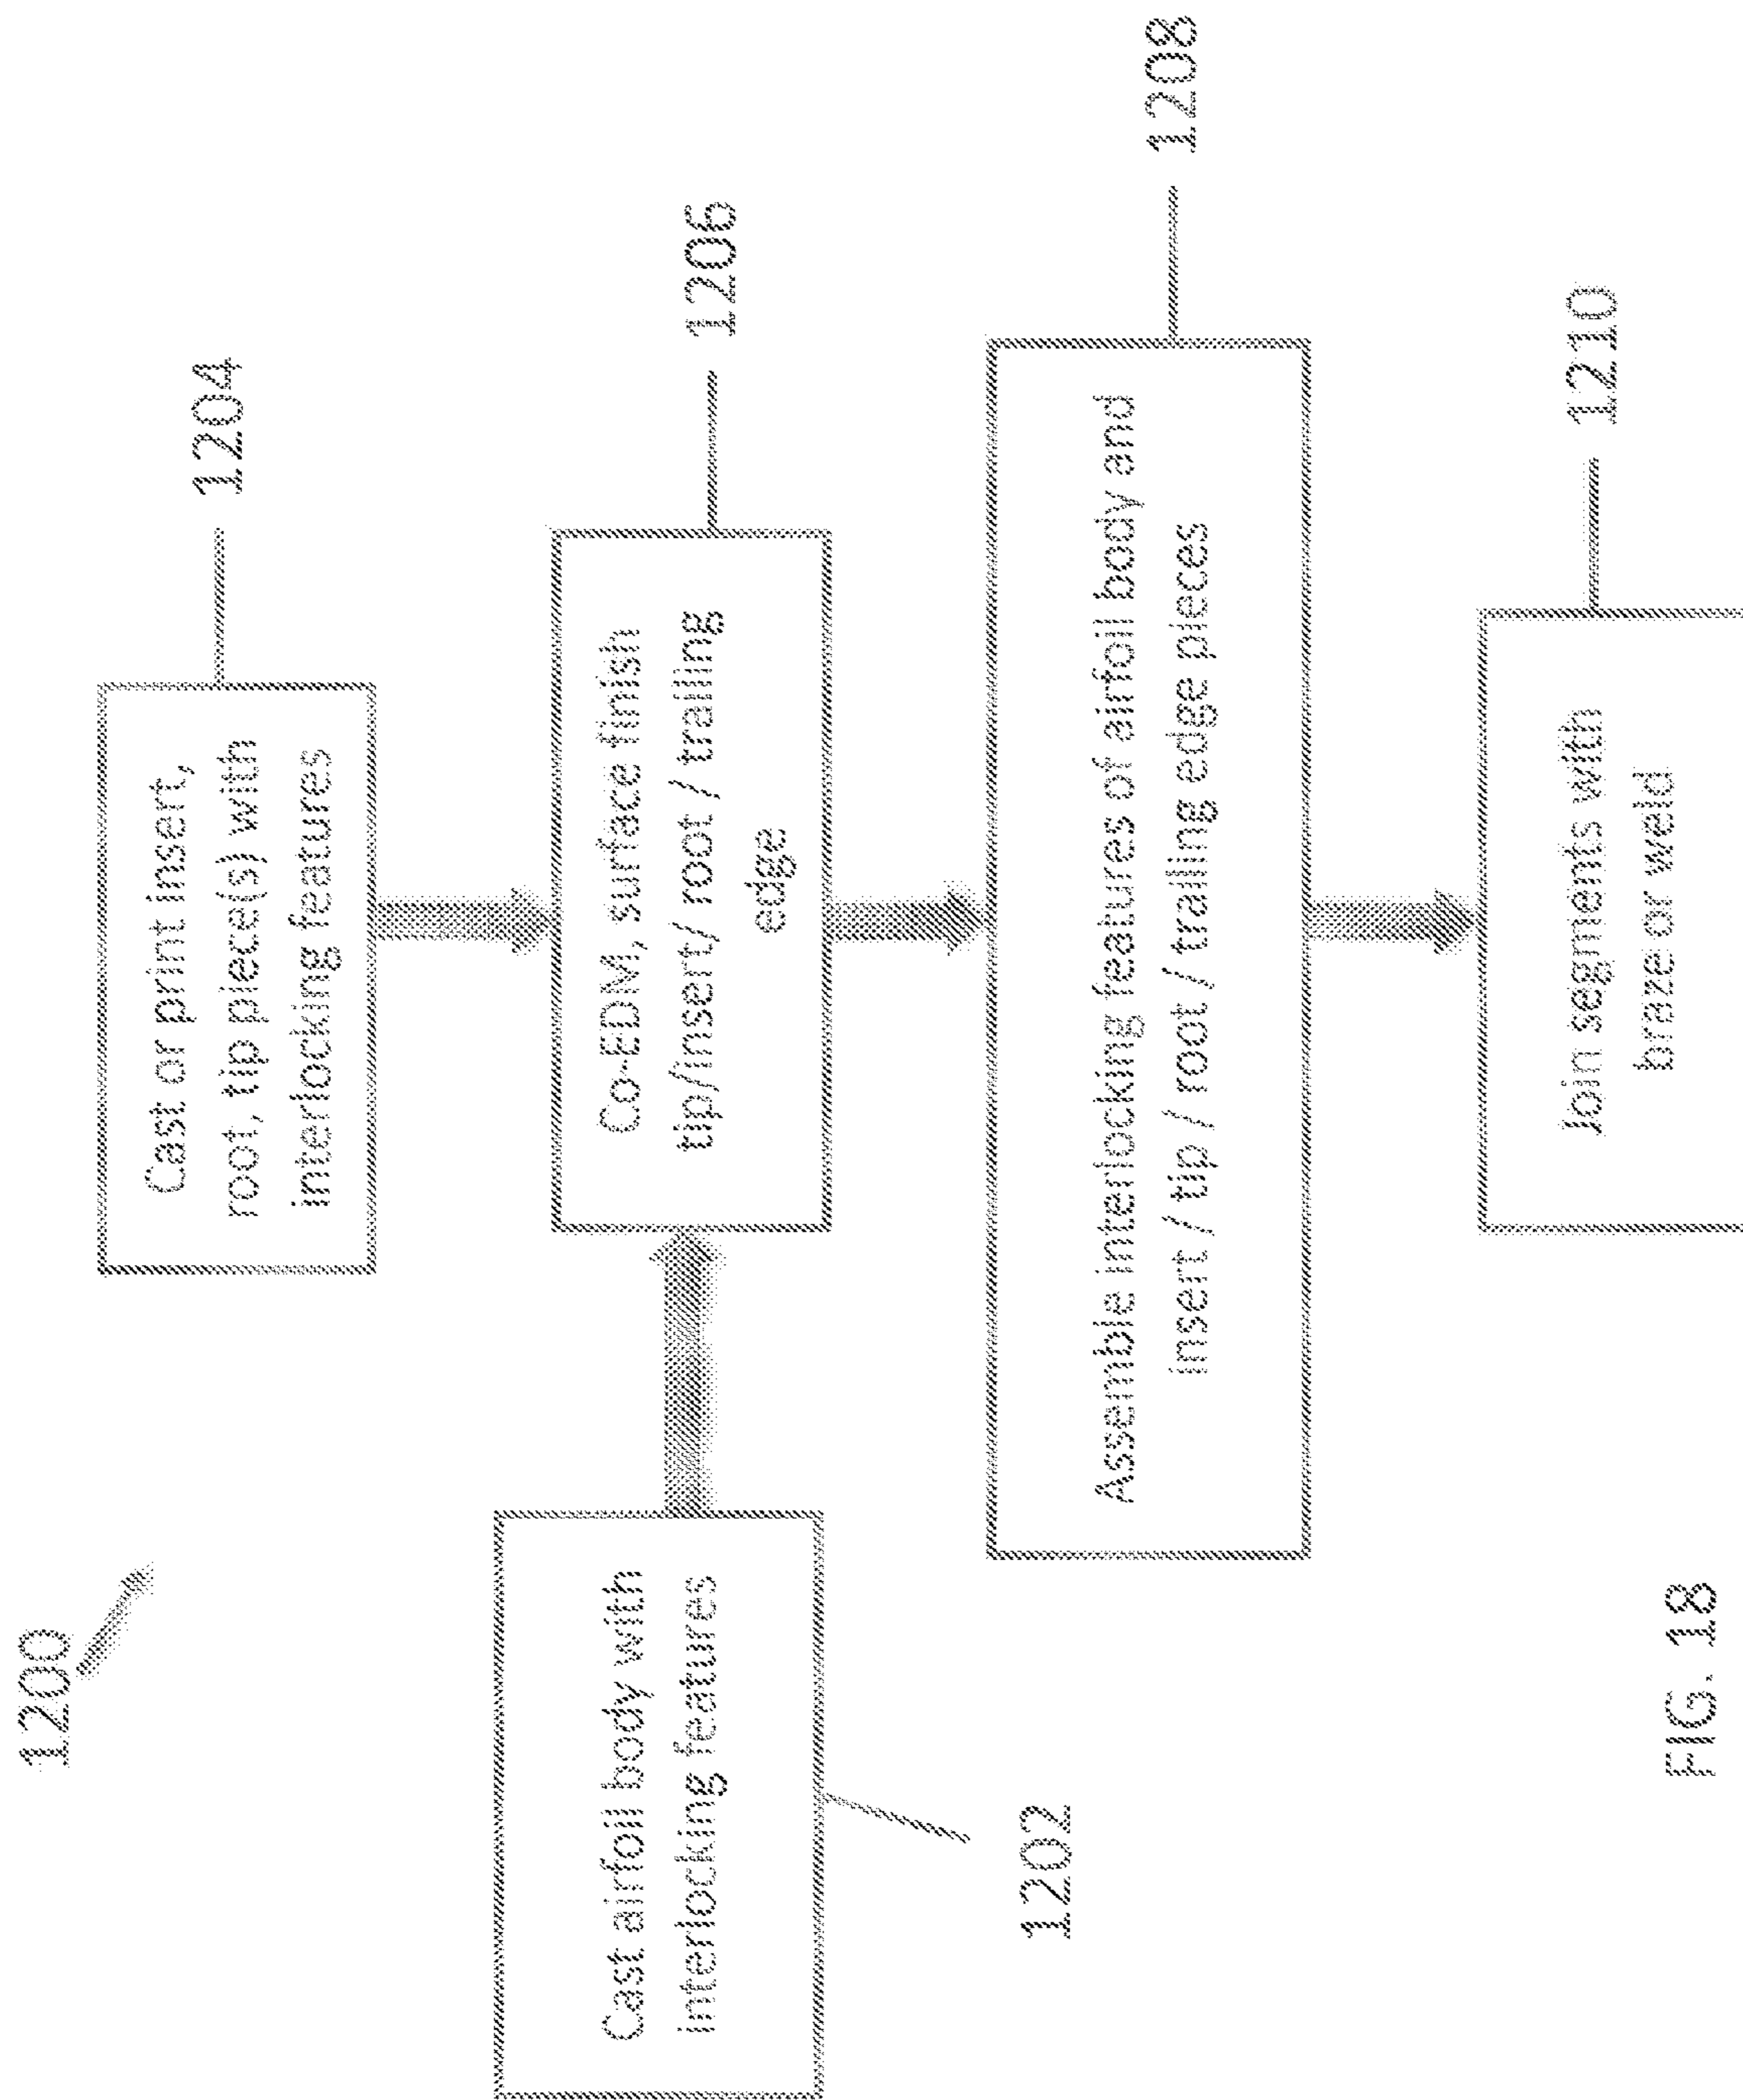 1200
Cast airfoil body with
interlocking features
1202
Cast or print insert,
root, tip piece(s) with
interlocking features
1204
Co-EDM, surface finish
tip/insert/ root / trailing
edge
1206
Assemble interlocking features of airfoil body and
insert / tip / root / trailing edge pieces
1208
Join segments with
braze or weld
1210
FIG. 18